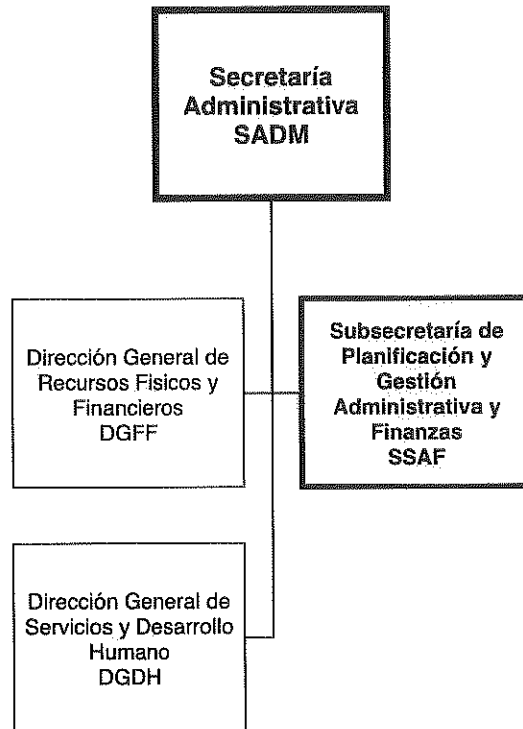 Secretaría
Administrativa
SADM
Dirección General de
Recursos Fisicos y
Financieros
DGFF
Subsecretaría de
Planificación y
Gestión
Administrativa y
Finanzas
SSAF
Dirección General de
Servicios y Desarrollo
Humano
DGDH